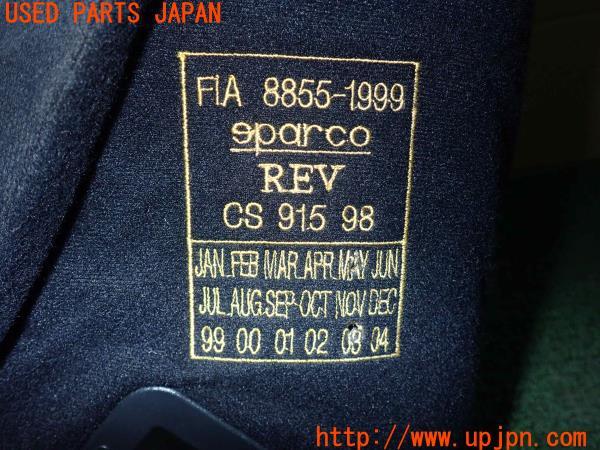 USED PARTS JAPAN
FIA 8855-1999
sparco
REV
CS 915 98
JAN FEB MAR APR MAY JUN
JUL AUG SEP OCT NOV DEC
99 00 01 02 03 04
UPJ
http://www.upjpn.com/